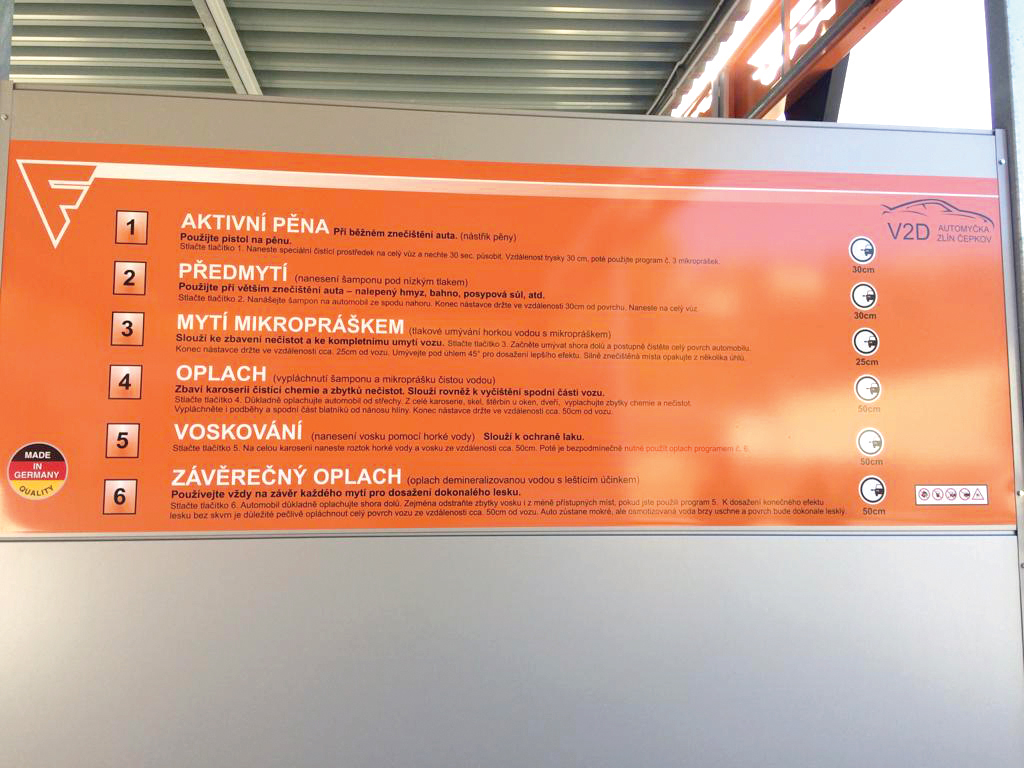 F
1
AKTIVNÍ PĚNA Při běžném znečištění auta. (nástřik pěny)
Použijte pistol na pěnu.
Stlačte tlačítko 1. Naneste speciální čistící prostředek na celý vůz a nechte 30 sec. působit. Vzdálenost trysky 30 cm, poté použijte program č. 3 mikroprášek.
30cm
V2D AUTOMYČKA
ZLÍN ČEPKOV
2
PŘEDMYTÍ (nanesení šamponu pod nízkým tlakem)
Použijte při větším znečištění auta – nalepený hmyz, bahno, posypová sůl, atd.
Stlačte tlačítko 2. Nanášejte šampon na automobil ze spodu nahoru. Konec nástavce držte ve vzdálenosti 30cm od povrchu. Naneste na celý vůz.
30cm
3
MYTÍ MIKROPRÁŠKEM (tlakové umývání horkou vodou s mikropráškem)
Slouží ke zbavení nečistot a ke kompletnímu umytí vozu. Stlačte tlačítko 3. Začněte umývat shora dolů a postupně čistěte celý povrch automobilu.
Konec nástavce držte ve vzdálenosti cca. 25cm od vozu. Umývejte pod úhlem 45° pro dosažení lepšího efektu. Silně znečištěná místa opakujte z několika úhlů.
25cm
4
OPLACH (vypláchnutí šamponu a mikroprášku čistou vodou)
Zbaví karoserii čistící chemie a zbytků nečistot. Slouží rovněž k vyčištění spodní části vozu.
Stlačte tlačítko 4. Důkladně oplachujte automobil od střechy. Z celé karoserie, skel, štěrbin u oken, dveří, vyplachujte zbytky chemie a nečistot.
Vypláchněte i podběhy a spodní část blatníků od nánosu hlíny. Konec nástavce držte ve vzdálenosti cca. 50cm od vozu.
50cm
5
VOSKOVÁNÍ (nanesení vosku pomocí horké vody) Slouží k ochraně laku.
Stlačte tlačítko 5. Na celou karoserii naneste roztok horké vody a vosku ze vzdálenosti cca. 50cm. Poté je bezpodmínečně nutné použít oplach programem č. 6.
50cm
MADE
IN
GERMANY
QUALITY
6
ZÁVĚREČNÝ OPLACH (oplach demineralizovanou vodou s leštícím účinkem)
Používejte vždy na závěr každého mytí pro dosažení dokonalého lesku.
Stlačte tlačítko 6. Automobil důkladně oplachujte shora dolů. Zejména odstraňte zbytky vosku i z méně přístupných míst, pokud jste použili program 5. K dosažení konečného efektu
lesku bez skvrn je důležité pečlivě opláchnout celý povrch vozu ze vzdálenosti cca. 50cm od vozu. Auto zůstane mokré, ale osmotizovaná voda brzy uschne a povrch bude dokonale lesklý.
50cm